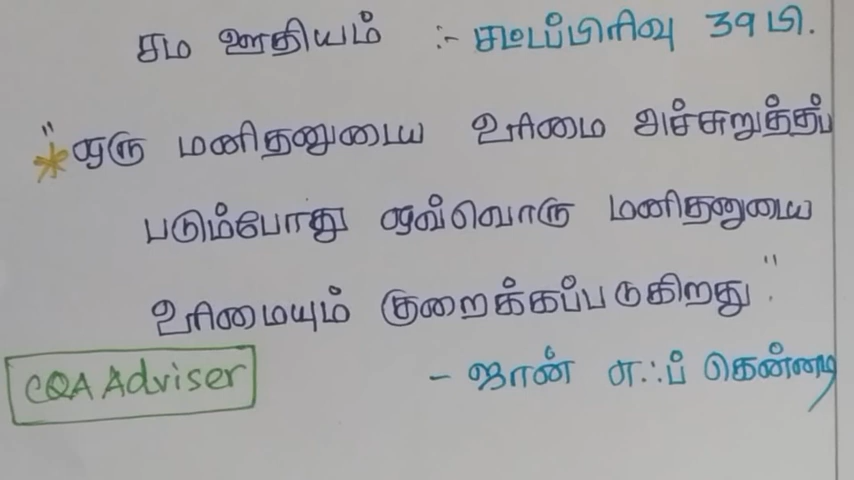 சம ஊதியம் :- சட்டப்பிரிவு 39 பி.
"ஒரு மனிதனுடைய உரிமை அச்சுறுத்தப்
படும்போது ஒவ்வொரு மனிதனுடைய
உரிமையும் குறைக்கப்படுகிறது".
- ஜான் எஃப் கென்னடி
CQA Adviser